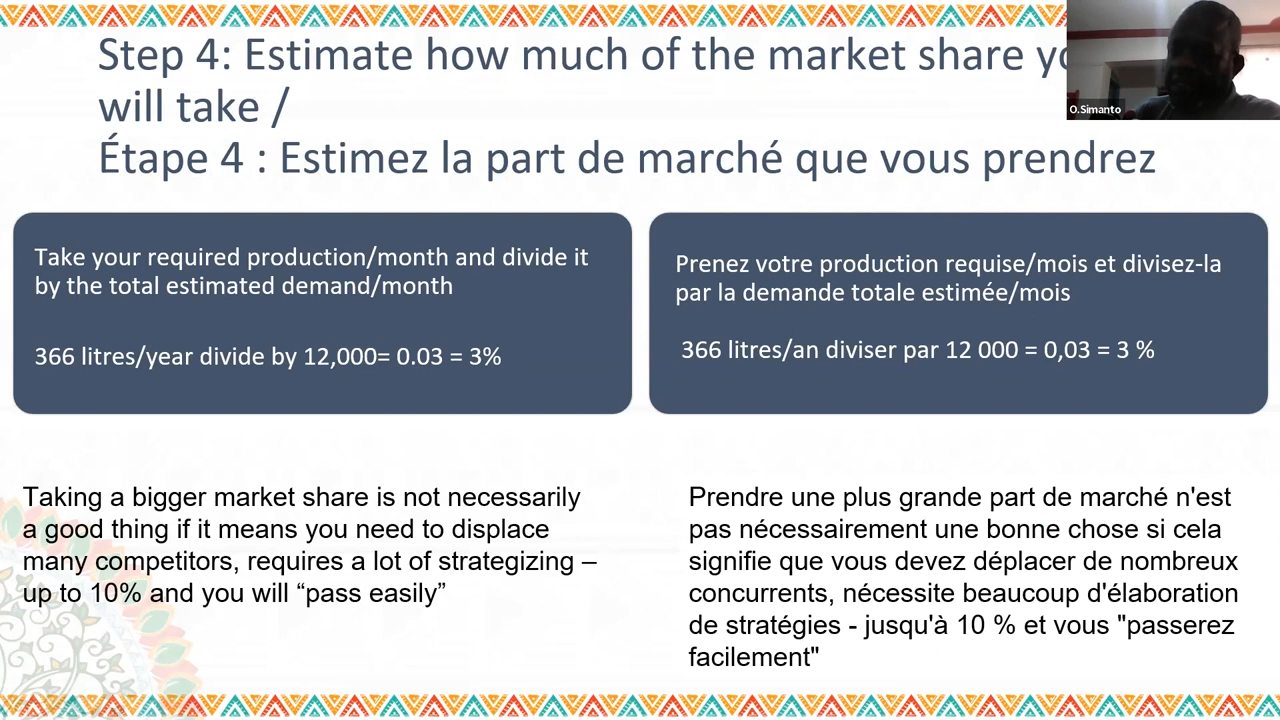 Step 4: Estimate how much of the market share
will take /
Étape 4 : Estimez la part de marché que vous prendrez
O.Simanto
Take your required production/month and divide it
by the total estimated demand/month
366 litres/year divide by 12,000= 0.03 = 3%
Prenez votre production requise/mois et divisez-la
par la demande totale estimée/mois
366 litres/an diviser par 12 000 = 0,03 = 3 %
Taking a bigger market share is not necessarily
a good thing if it means you need to displace
many competitors, requires a lot of strategizing –
up to 10% and you will “pass easily”
Prendre une plus grande part de marché n'est
pas nécessairement une bonne chose si cela
signifie que vous devez déplacer de nombreux
concurrents, nécessite beaucoup d'élaboration
de stratégies - jusqu'à 10 % et vous "passerez
facilement"